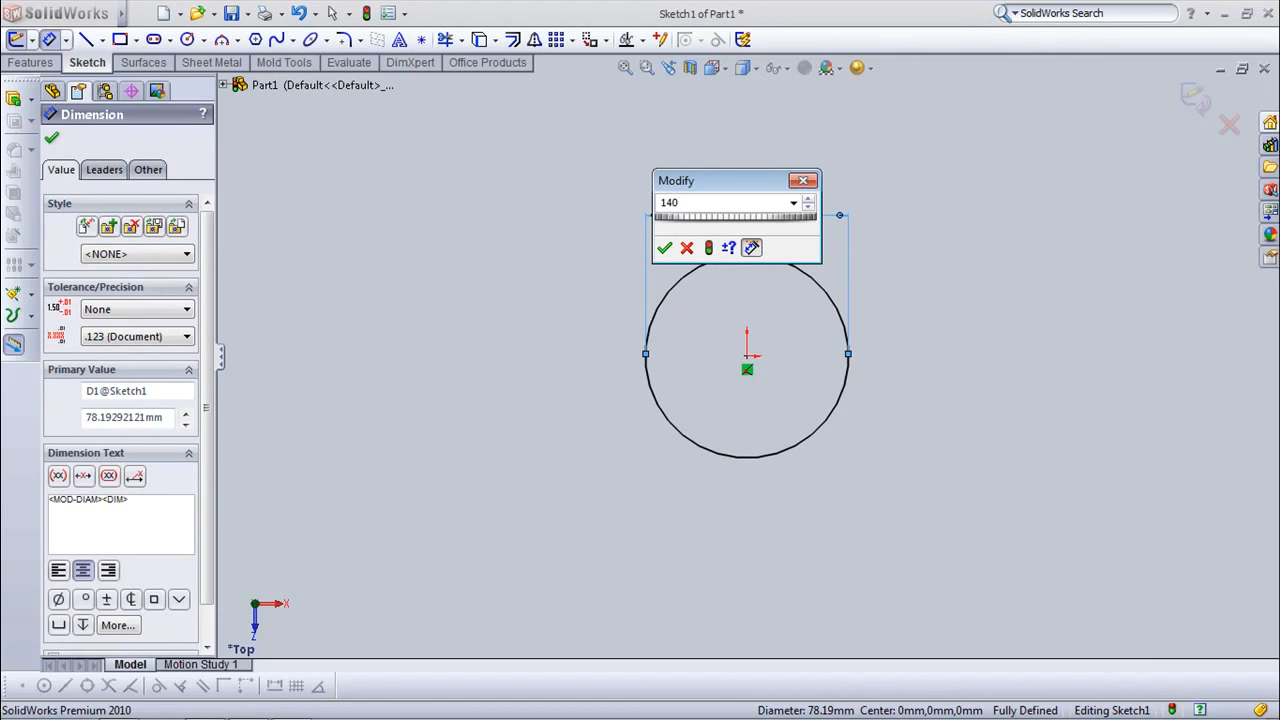 SW SolidWorks
Sketch1 of Part1 *
SolidWorks Search
Features Sketch Surfaces Sheet Metal Mold Tools Evaluate DimXpert Office Products
Part1 (Default<<Default>_...
Dimension ?
Value Leaders Other
Style
<NONE>
Tolerance/Precision
None
.123 (Document)
Primary Value
D1@Sketch1
78.19292121mm
Dimension Text
<MOD-DIAM><DIM>
More...
Modify
140
±?
X
Z
*Top
Model Motion Study 1
SolidWorks Premium 2010
Diameter: 78.19mm Center: 0mm,0mm,0mm Fully Defined Editing Sketch1